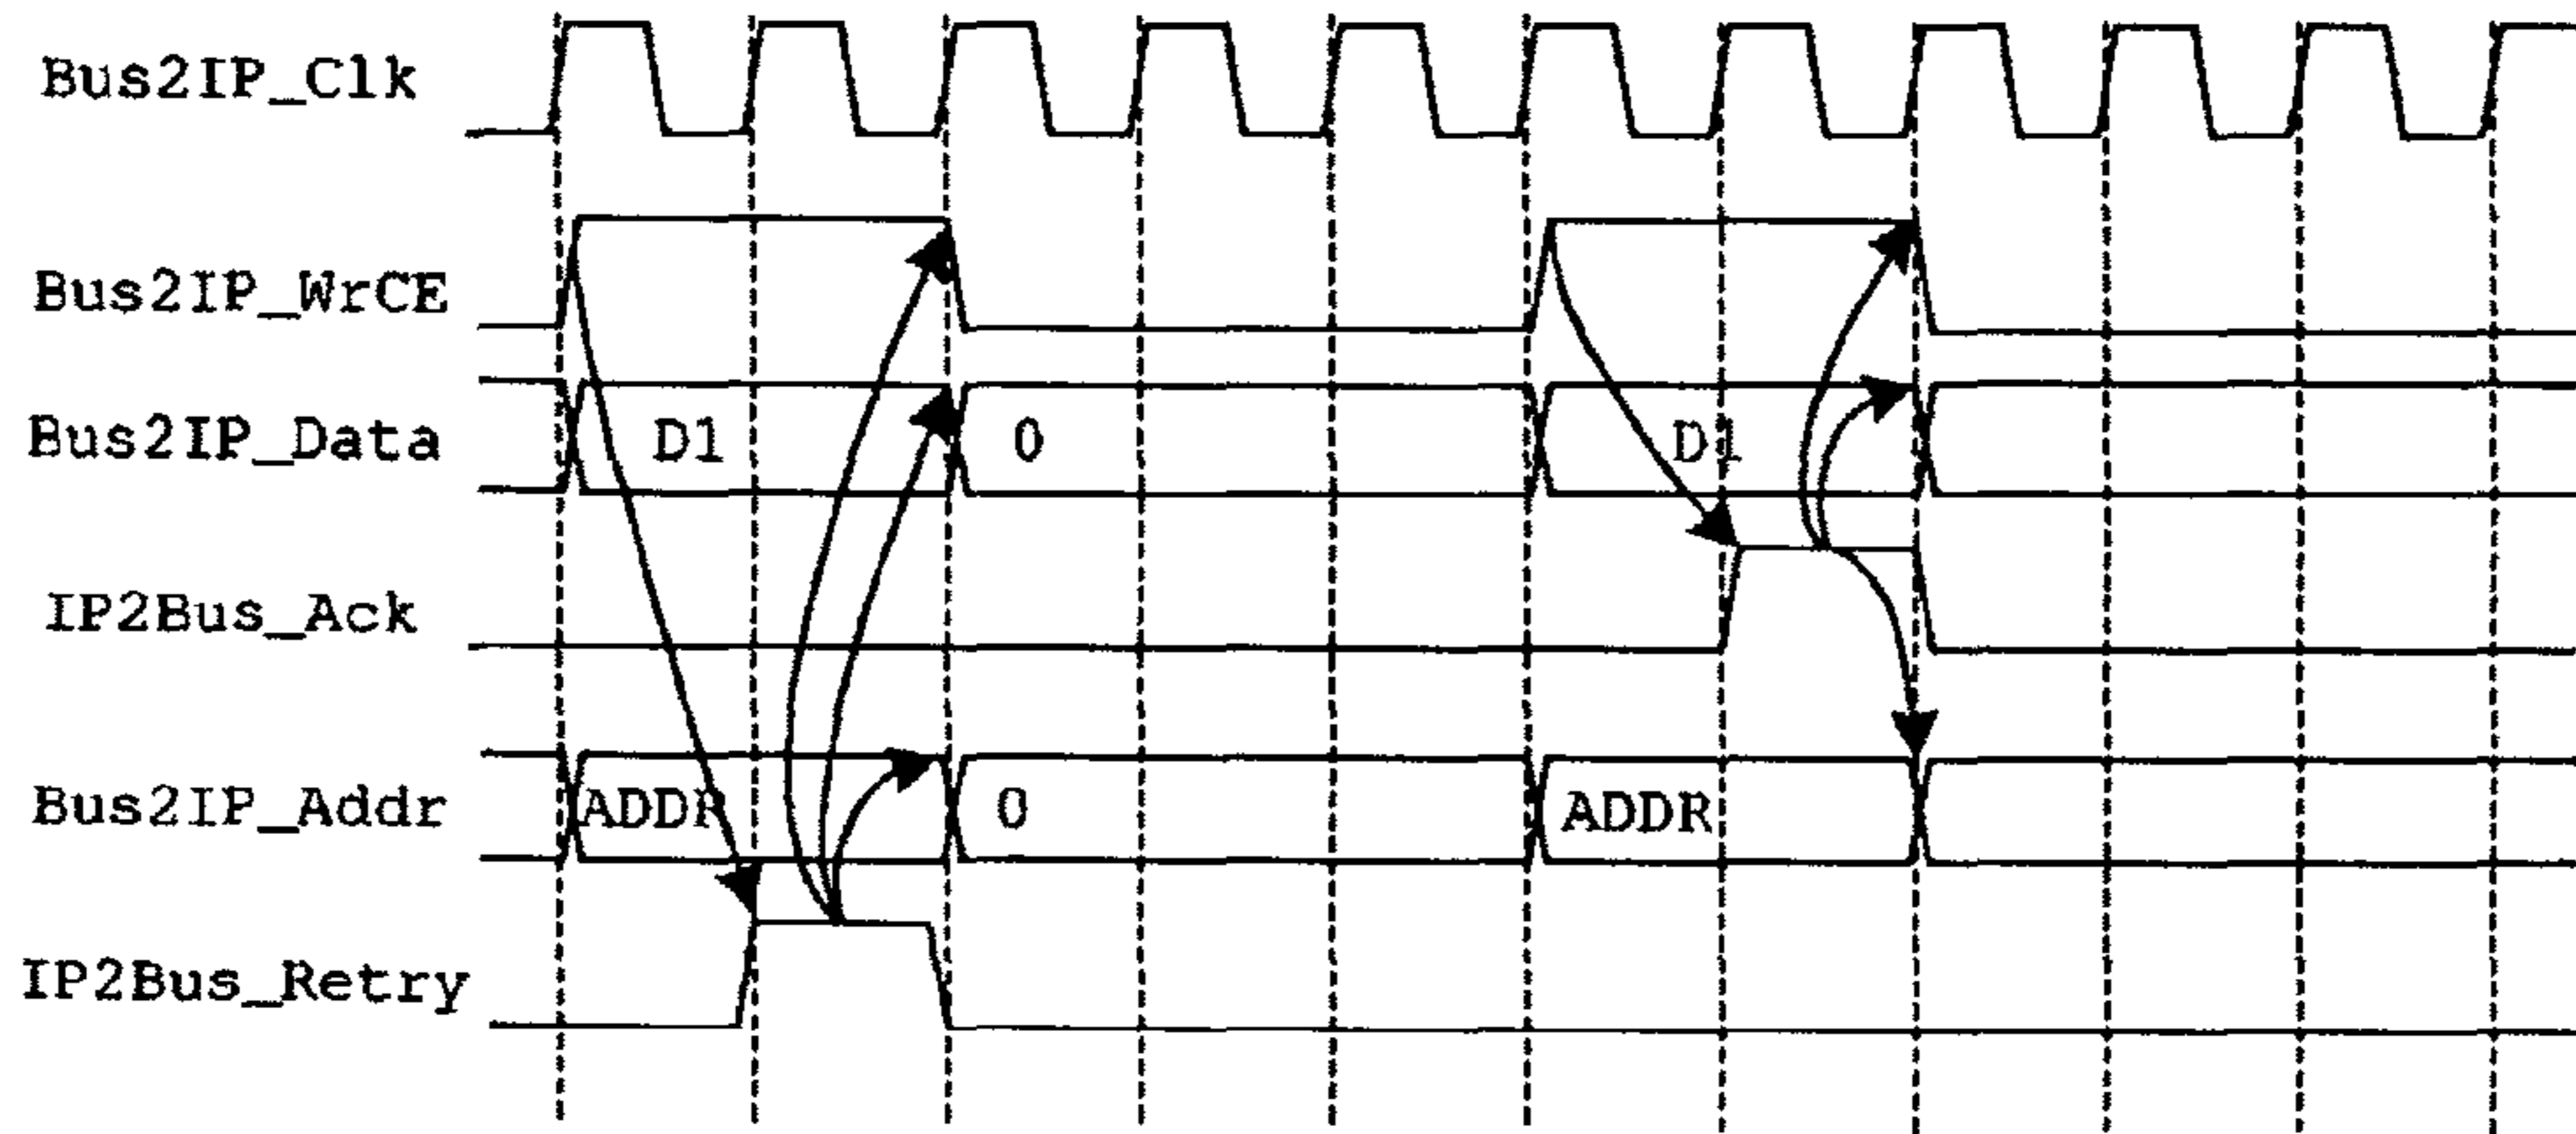 Bus2IP_Clk
Bus2IP_WrCE
Bus2IP_Data D1 0 D1
IP2Bus_Ack
Bus2IP_Addr ADDR 0 ADDR
IP2Bus_Retry